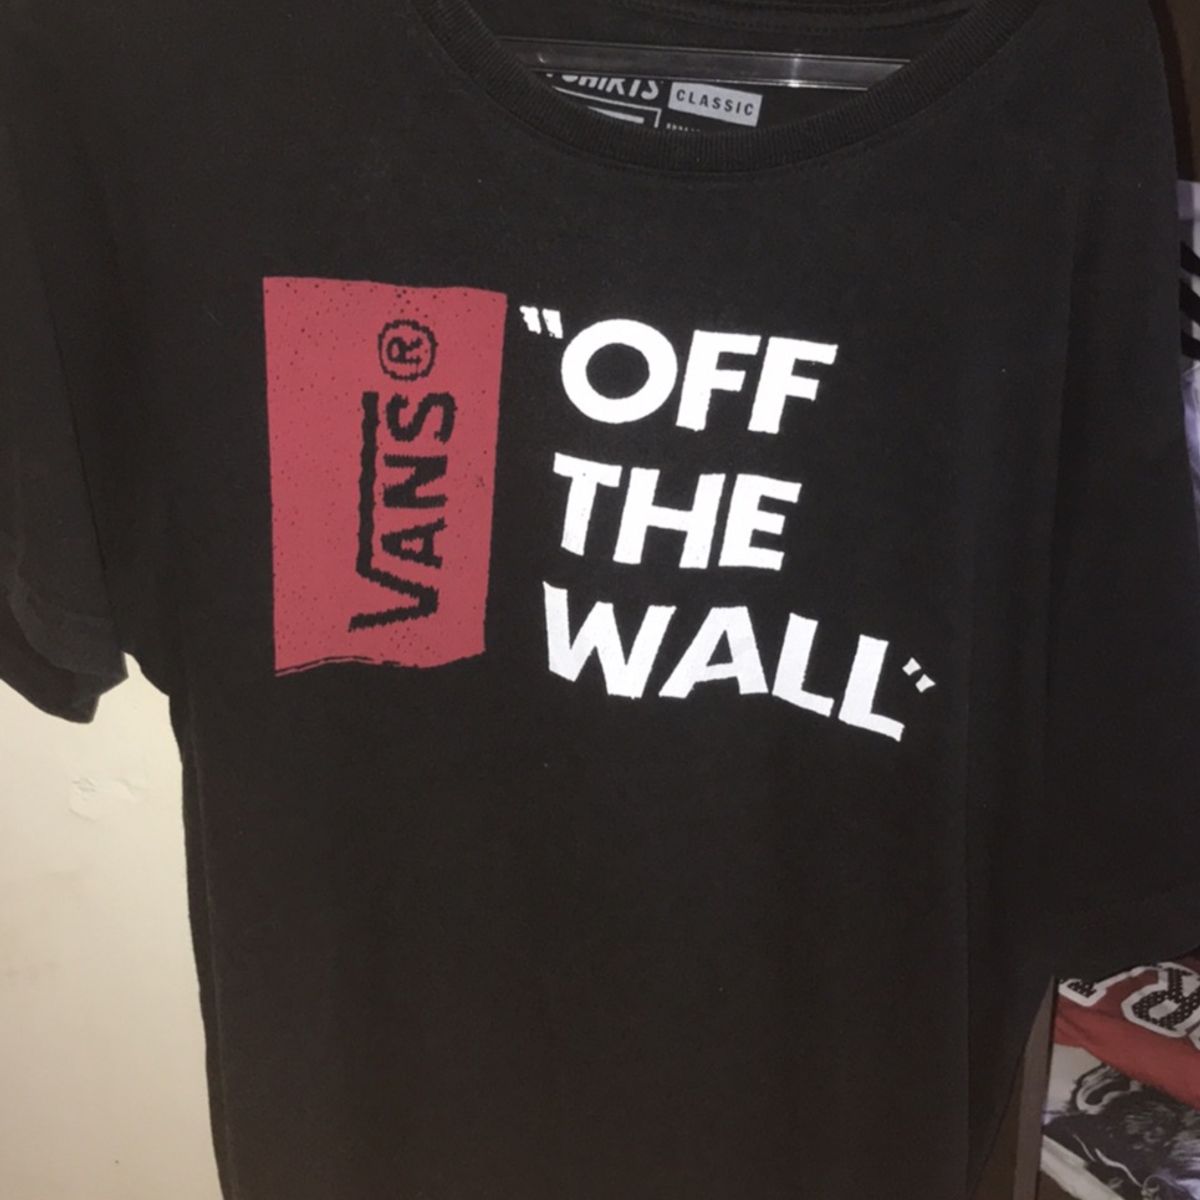 CLASSIC
VANS®
"OFF
THE
WALL"